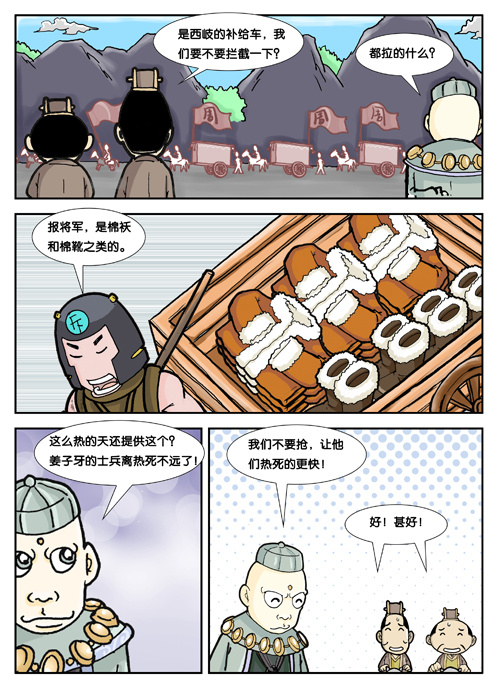 是西岐的补给车，我
们要不要拦截一下？
都拉的什么？
周
周
周
报将军，是棉袄
和棉靴之类的。
这么热的天还提供这个？
姜子牙的士兵离热死不远了！
我们不要抢，让他
们热死的更快！
好！甚好！